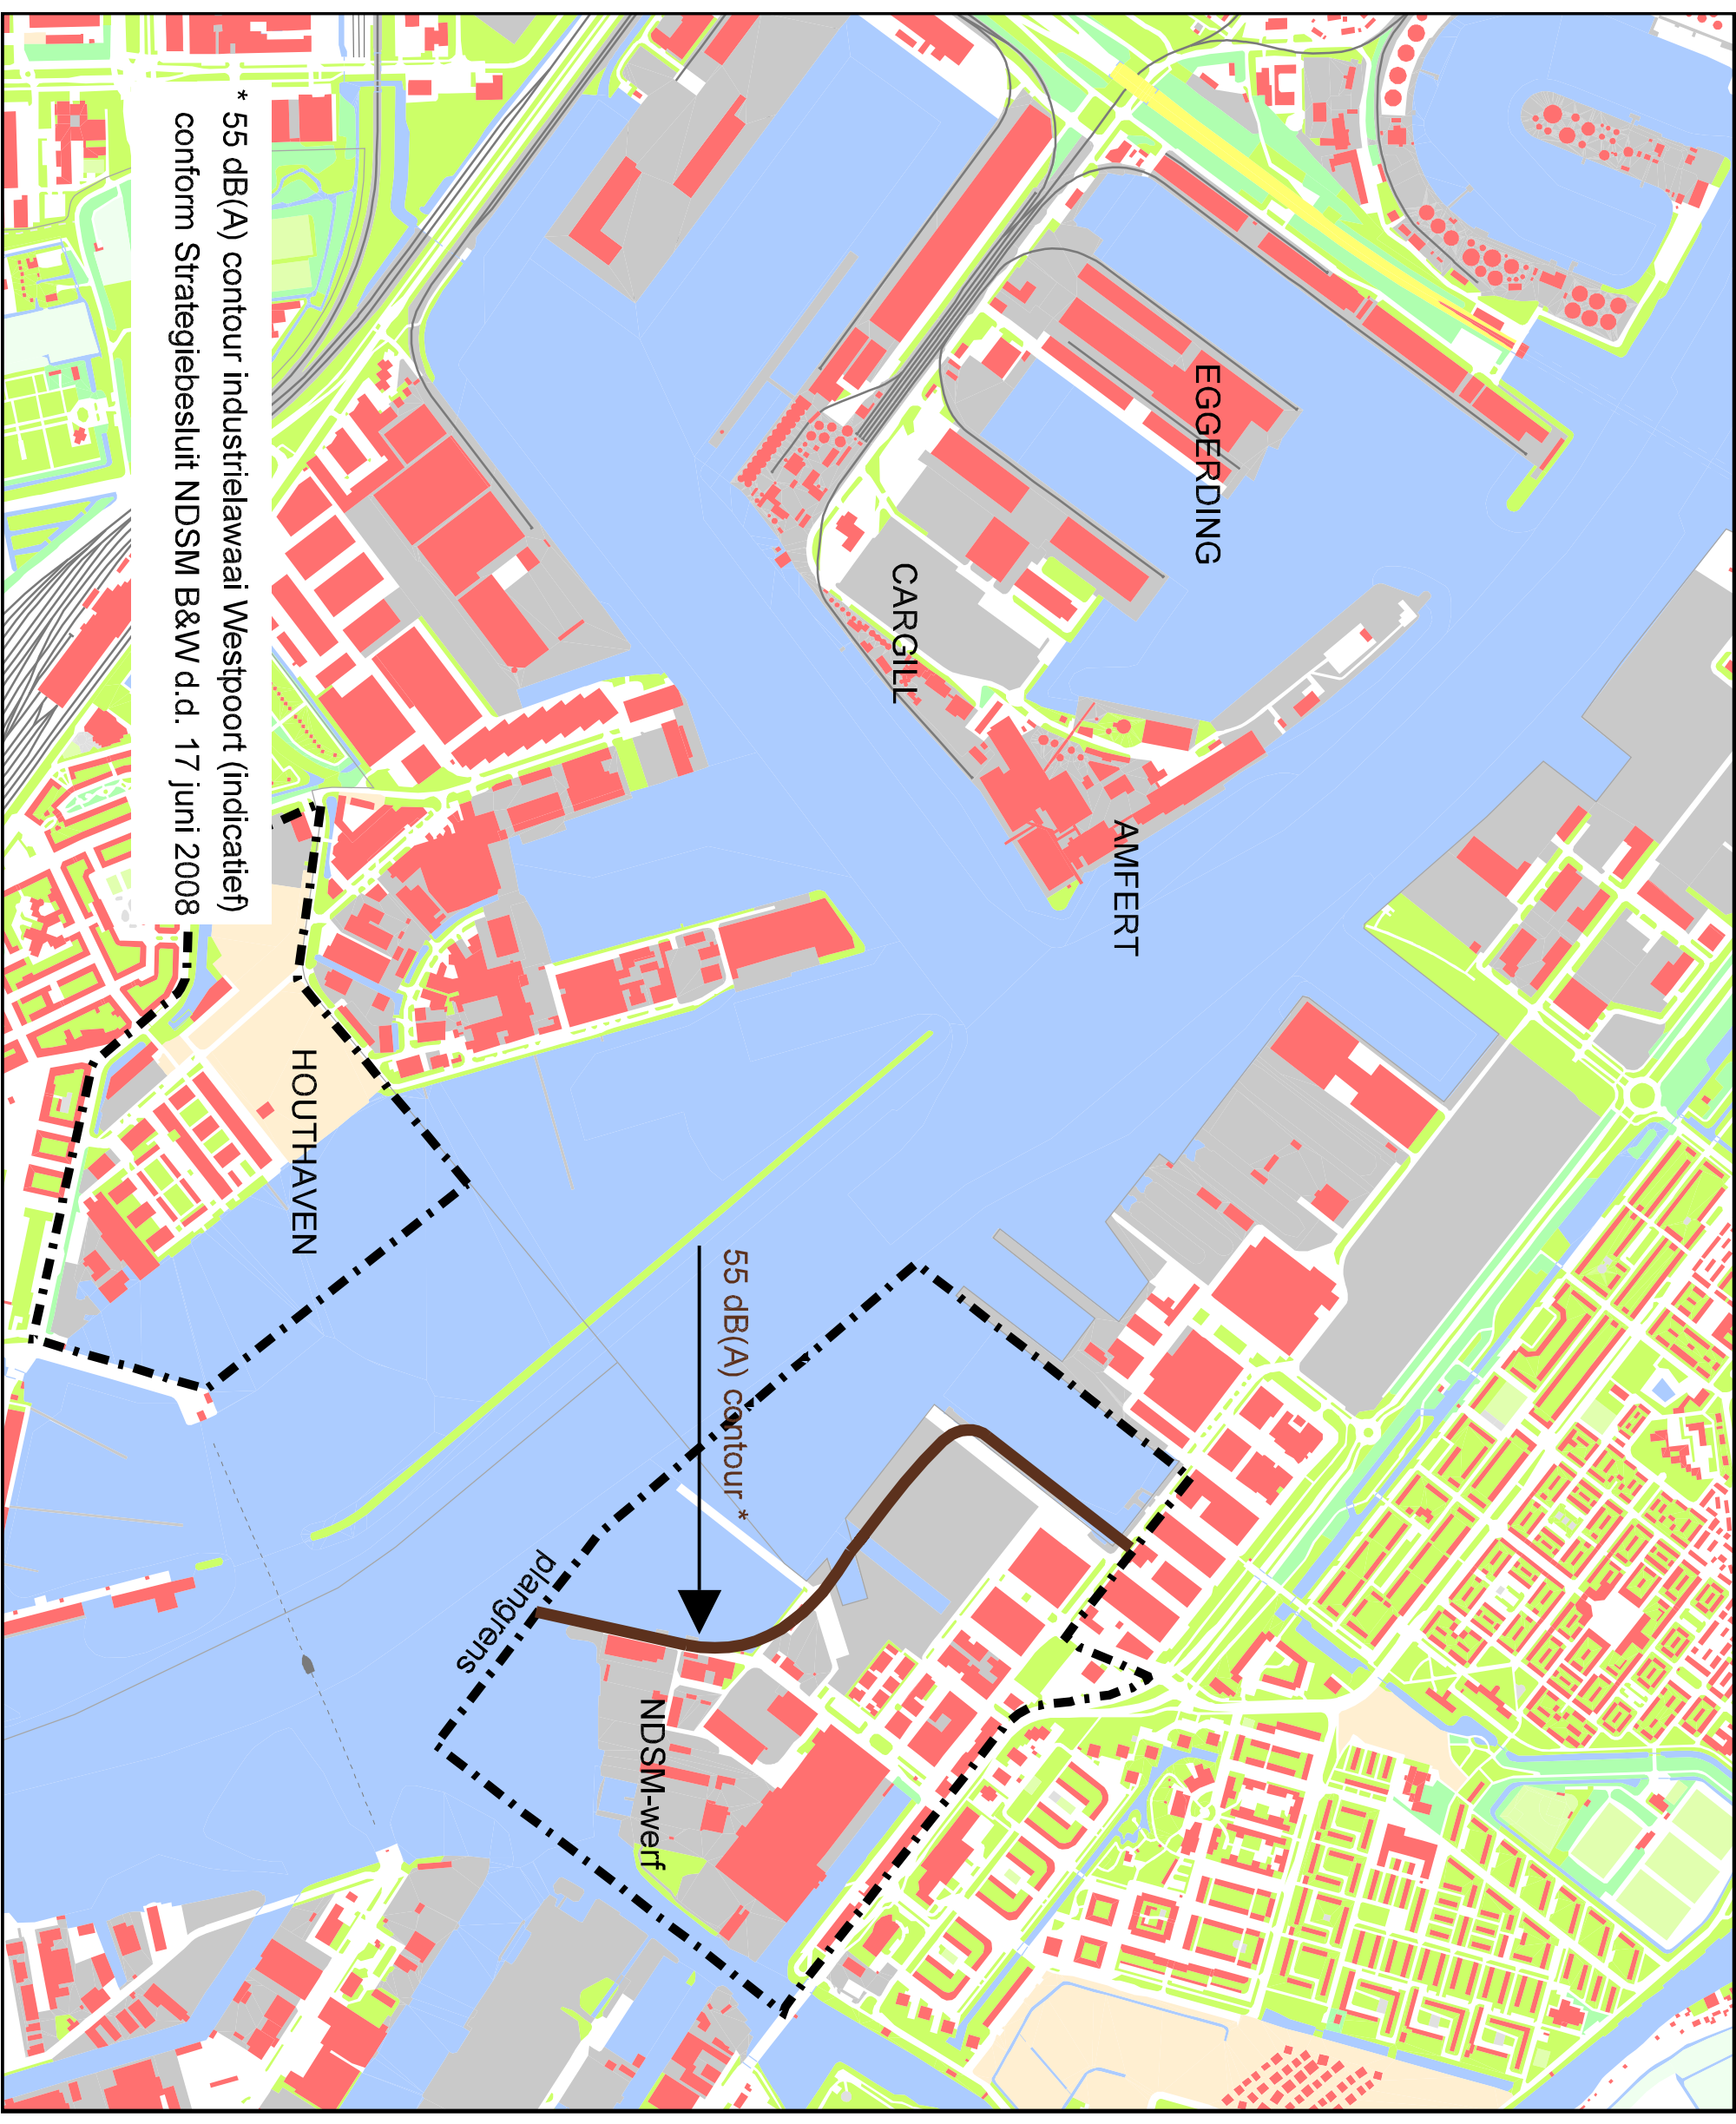 EGGERDING
CARGILL
AMFERT
HOUTHAVEN
55 dB(A) contour *
plangrens
NDSM-werf
* 55 dB(A) contour industrielawaai Westpoort (indicatief)
conform Strategiebesluit NDSM B&W d.d. 17 juni 2008